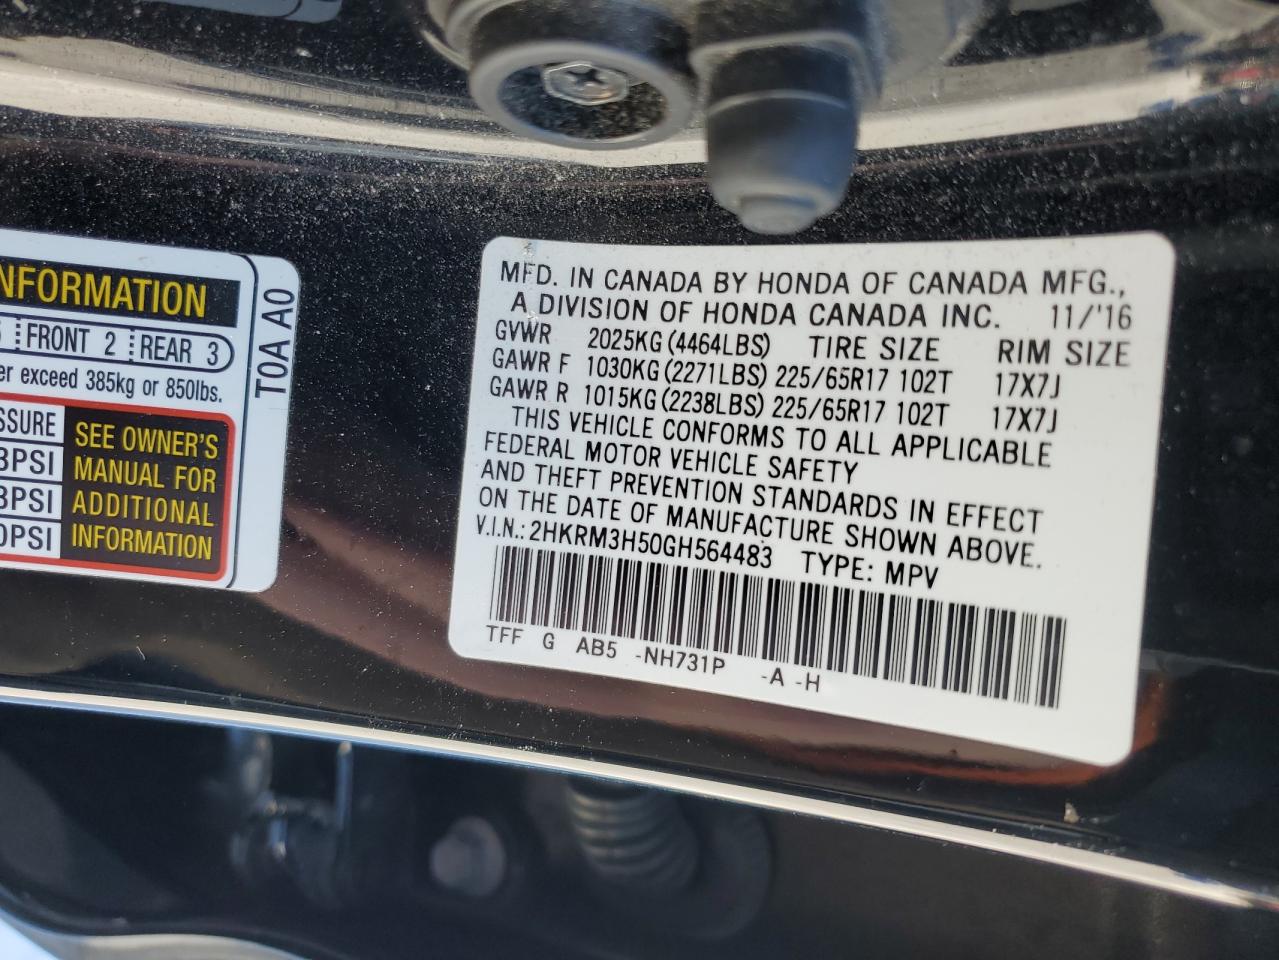 NFORMATION
5 FRONT 2 REAR 3
er exceed 385kg or 850lbs.
SSURE
3PSI
3PSI
0PSI
SEE OWNER'S
MANUAL FOR
ADDITIONAL
INFORMATION
T0A A0
MFD. IN CANADA BY HONDA OF CANADA MFG.,
A DIVISION OF HONDA CANADA INC. 11/'16
GVWR 2025KG (4464LBS) TIRE SIZE RIM SIZE
GAWR F 1030KG (2271LBS) 225/65R17 102T 17X7J
GAWR R 1015KG (2238LBS) 225/65R17 102T 17X7J
THIS VEHICLE CONFORMS TO ALL APPLICABLE
FEDERAL MOTOR VEHICLE SAFETY
AND THEFT PREVENTION STANDARDS IN EFFECT
ON THE DATE OF MANUFACTURE SHOWN ABOVE.
V.I.N.: 2HKRM3H50GH564483 TYPE: MPV
TFF G AB5 -NH731P -A -H